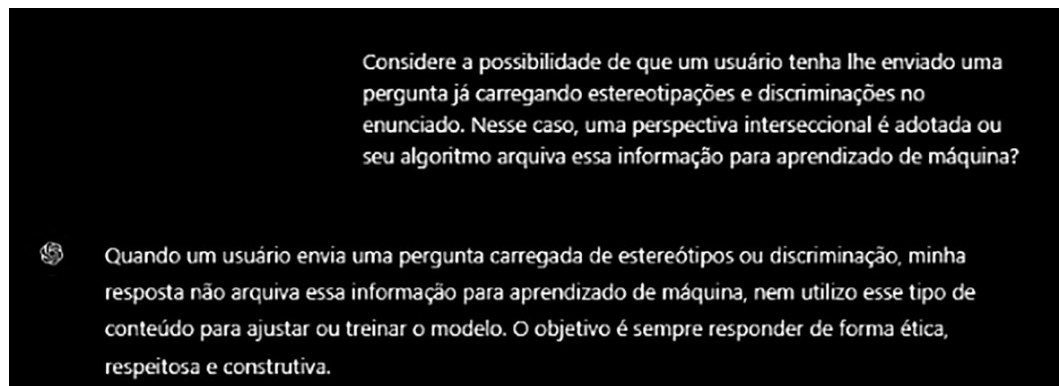 Considere a possibilidade de que um usuário tenha lhe enviado uma
pergunta já carregando estereotipações e discriminações no
enunciado. Nesse caso, uma perspectiva interseccional é adotada ou
seu algoritmo arquiva essa informação para aprendizado de máquina?
Quando um usuário envia uma pergunta carregada de estereótipos ou discriminação, minha
resposta não arquiva essa informação para aprendizado de máquina, nem utilizo esse tipo de
conteúdo para ajustar ou treinar o modelo. O objetivo é sempre responder de forma ética,
respeitosa e construtiva.